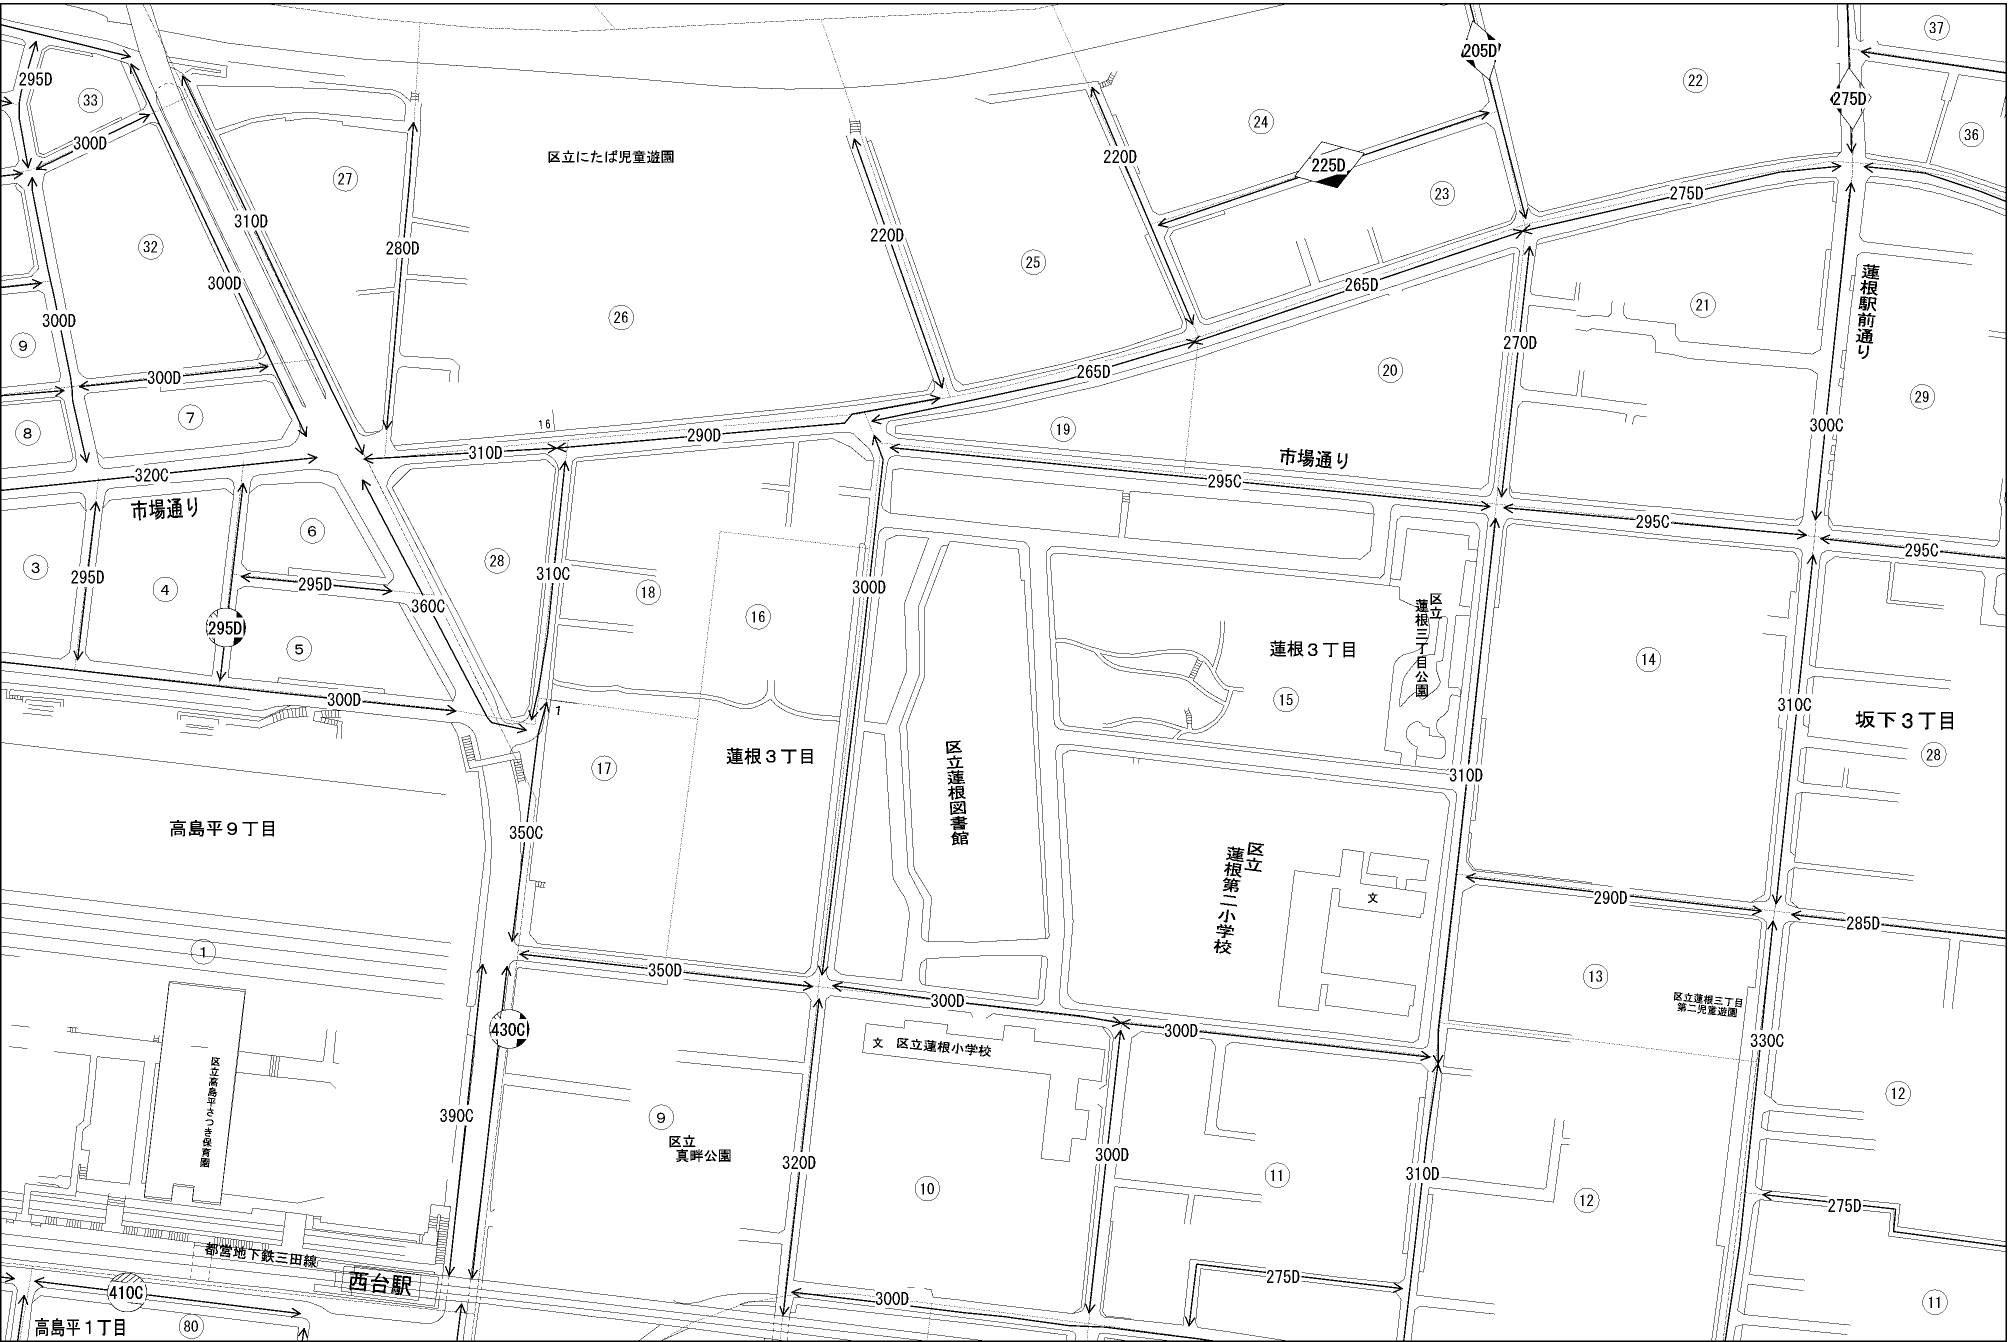 37
205D
295D
22
33
275D
24
36
300D
220D
区立にたば児童遊園
225D
27
23
275D
310D
220D
32
280D
25
300D
265D
蓮根駅前通り
21
26
300D
270D
9
300D
265D
20
29
7
16
8
19
300C
290D
310D
市場通り
320C
295C
市場通り
295C
6
295C
28
3
310C
295D
295D
300D
4
18
360C
区立
蓮根三丁目公園
16
295D
5
蓮根3丁目
14
300D
15
310C
1
坂下3丁目
区立蓮根図書館
蓮根3丁目
28
17
310D
高島平9丁目
350C
区立
蓮根第二小学校
文
290D
285D
1
350D
13
300D
区立蓮根三丁目
第二児童遊園
430C
300D
330C
文 区立蓮根小学校
区立高島平さつき保育園
12
390C
9
区立
真畔公園
300D
320D
310D
11
10
12
275D
都営地下鉄三田線
西台駅
275D
410C
300D
11
高島平1丁目
80